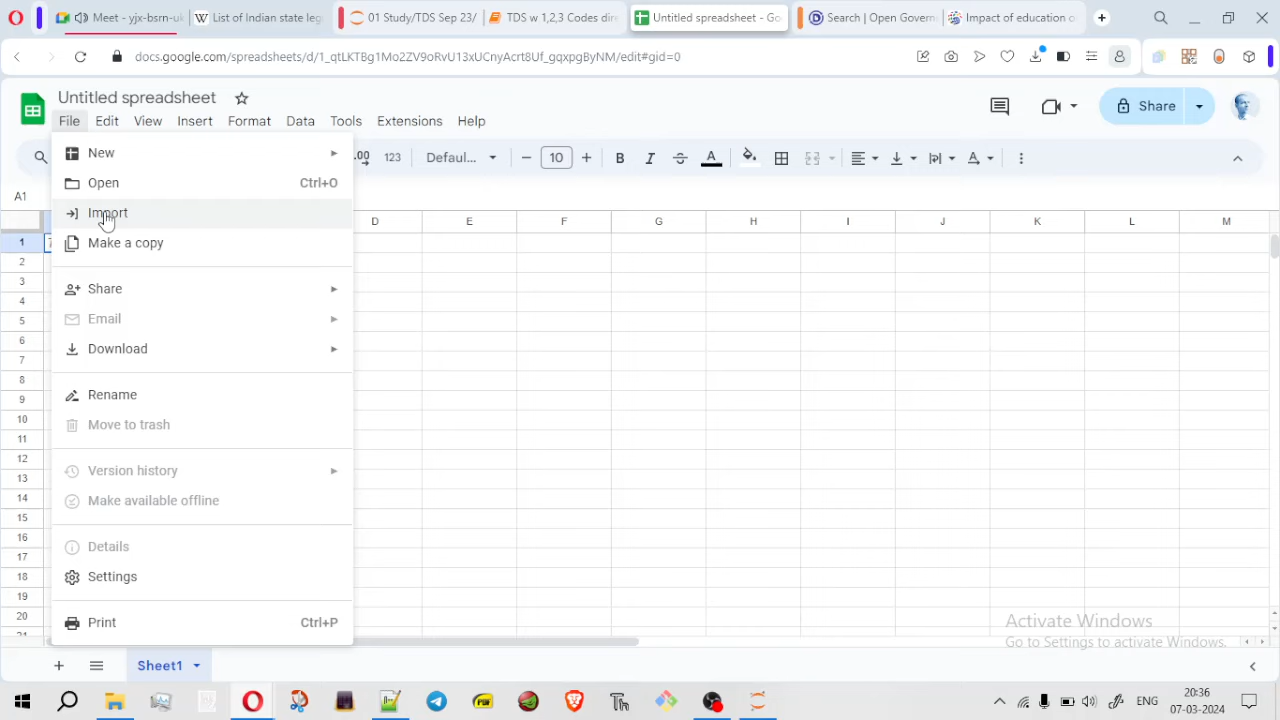 Meet - yjx-bsm-uk
List of Indian state leg
01 Study/TDS Sep 23/
TDS w 1,2,3 Codes dire
Untitled spreadsheet - Go
Search | Open Govern
Impact of education o
docs.google.com/spreadsheets/d/1_qtLKTBg1Mo2ZV9oRvU13xUCnyAcrt8Uf_gqxpgByNM/edit#gid=0
Untitled spreadsheet
File Edit View Insert Format Data Tools Extensions Help
Share
.00 123 Defaul... − 10 + B I A
A1
D E F G H I J K L M
New
Open Ctrl+O
Import
Make a copy
Share
Email
Download
Rename
Move to trash
Version history
Make available offline
Details
Settings
Print Ctrl+P
1
2
3
4
5
6
7
8
9
10
11
12
13
14
15
16
17
18
19
20
Activate Windows
Go to Settings to activate Windows.
Sheet1
ENG
20:36
07-03-2024